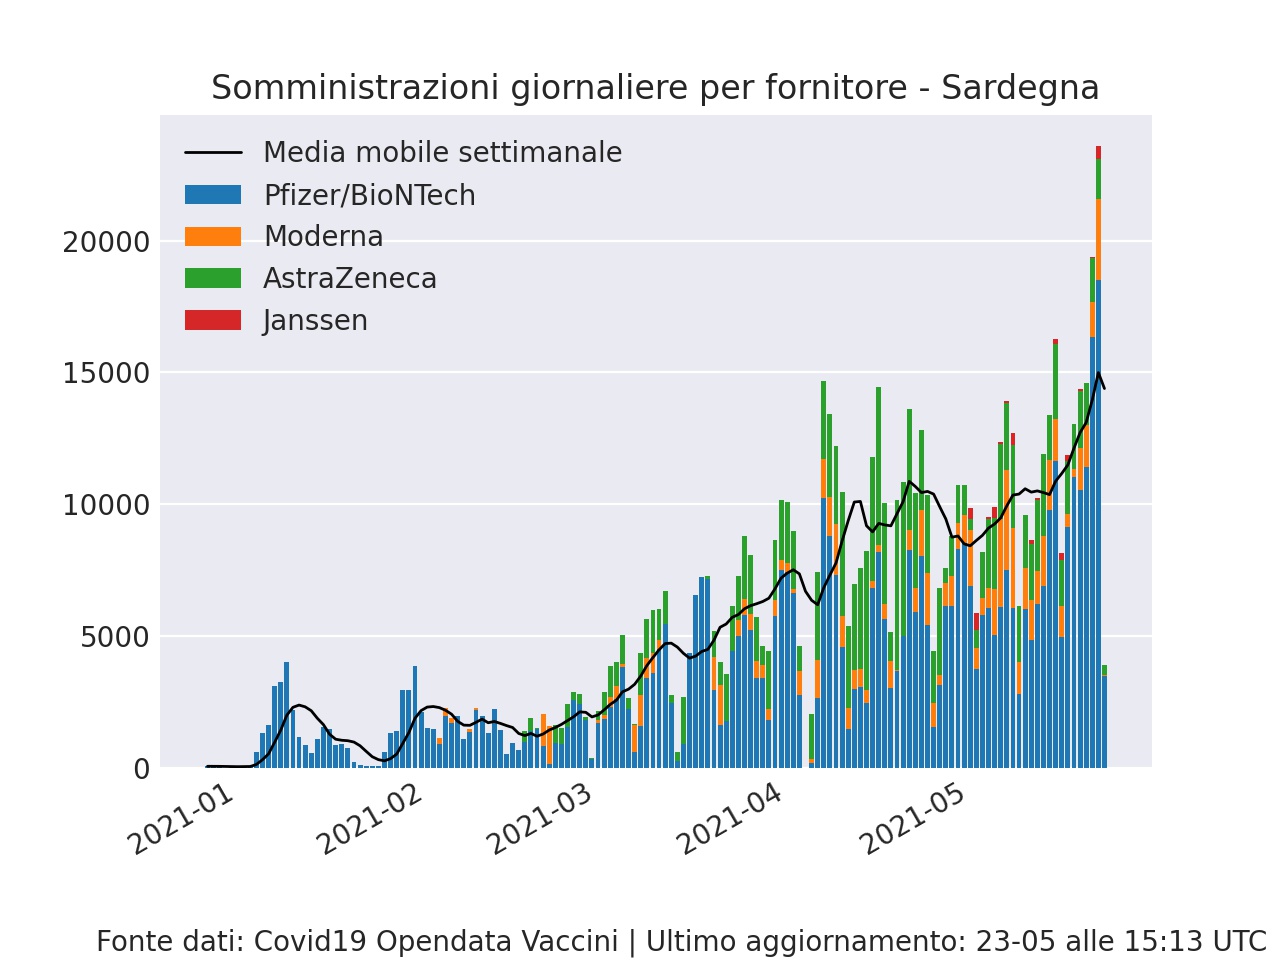 Somministrazioni giornaliere per fornitore - Sardegna
Media mobile settimanale
Pfizer/BioNTech
Moderna
AstraZeneca
Janssen
20000
15000
10000
5000
0
2021-01
2021-02
2021-03
2021-04
2021-05
Fonte dati: Covid19 Opendata Vaccini | Ultimo aggiornamento: 23-05 alle 15:13 UTC